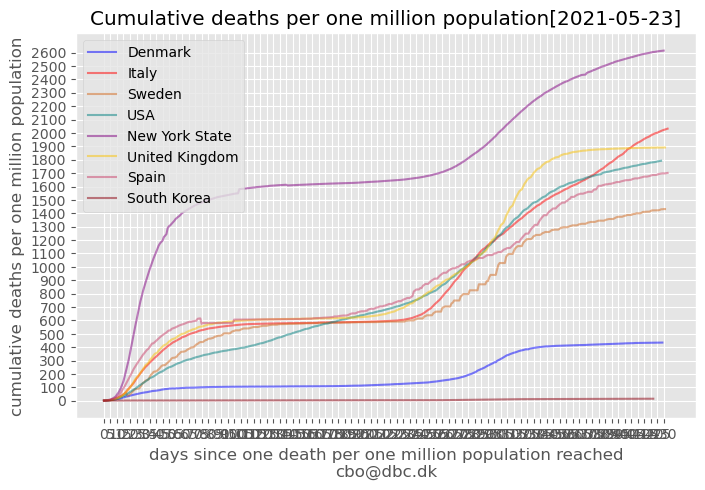 Cumulative deaths per one million population[2021-05-23]
cumulative deaths per one million population
2600
2500
2400
2300
2200
2100
2000
1900
1800
1700
1600
1500
1400
1300
1200
1100
1000
900
800
700
600
500
400
300
200
100
0
Denmark
Italy
Sweden
USA
New York State
United Kingdom
Spain
South Korea
days since one death per one million population reached
cbo@dbc.dk